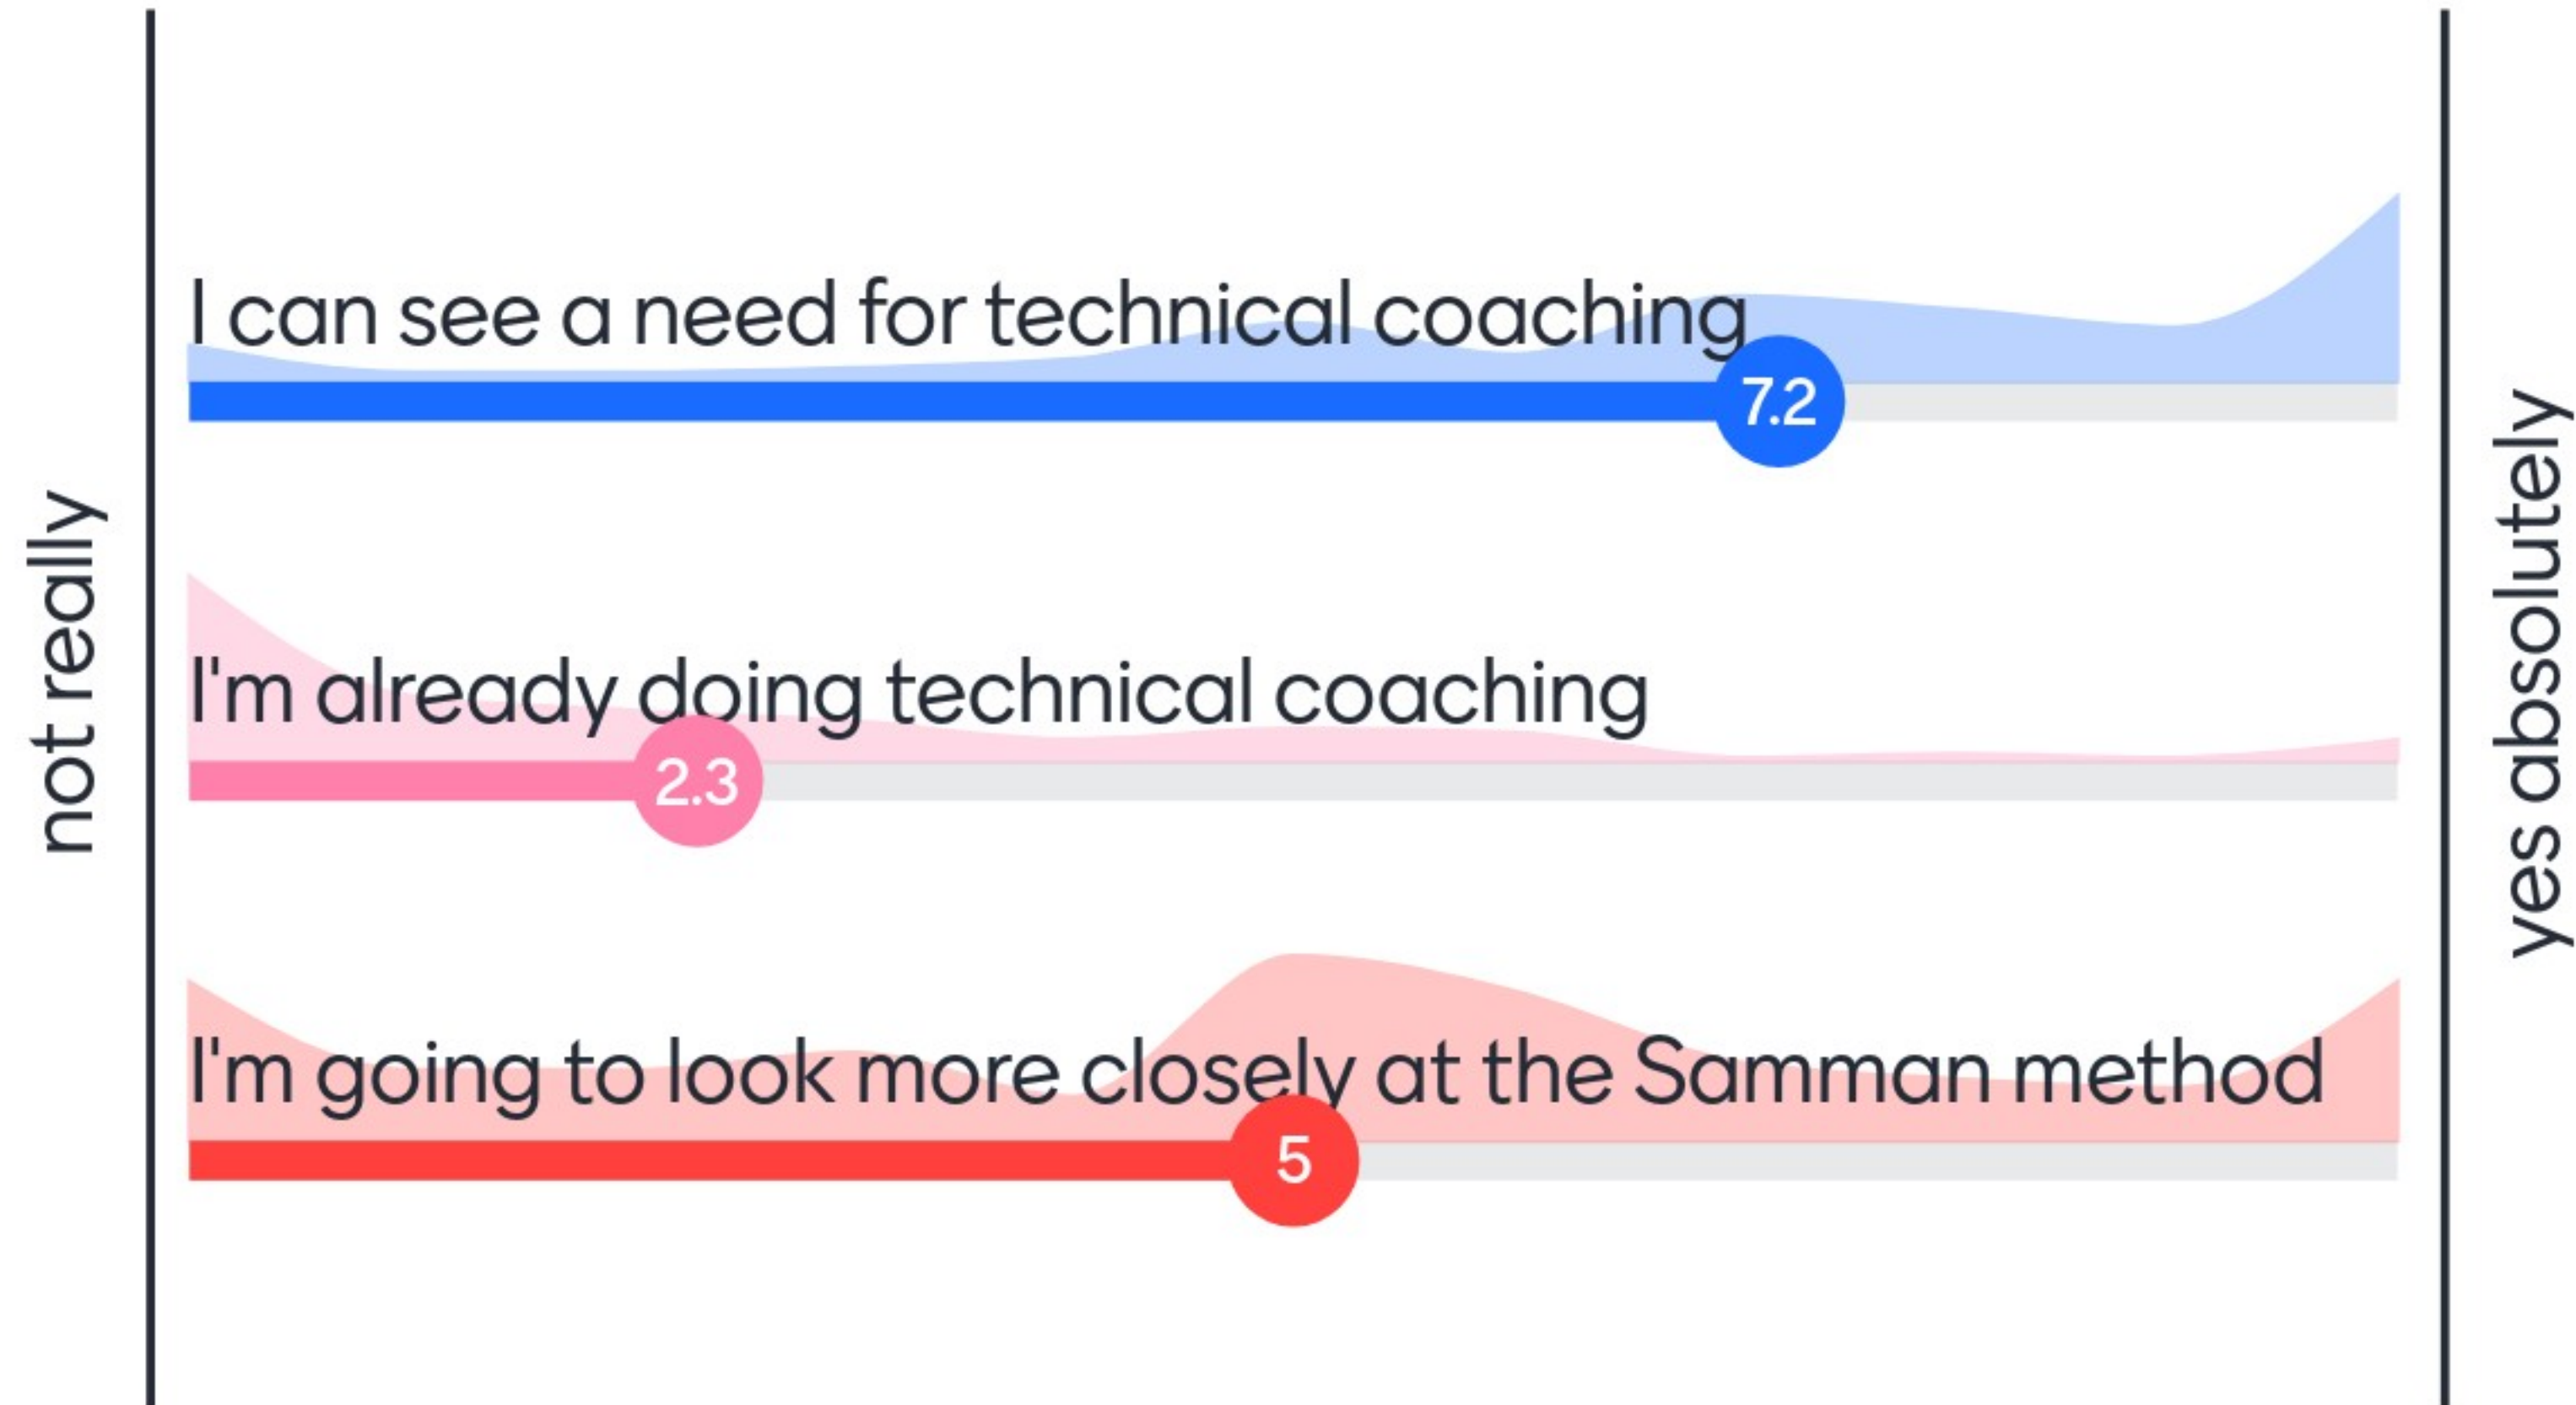 not really
I can see a need for technical coaching
7.2
I'm already doing technical coaching
2.3
I'm going to look more closely at the Samman method
5
yes absolutely